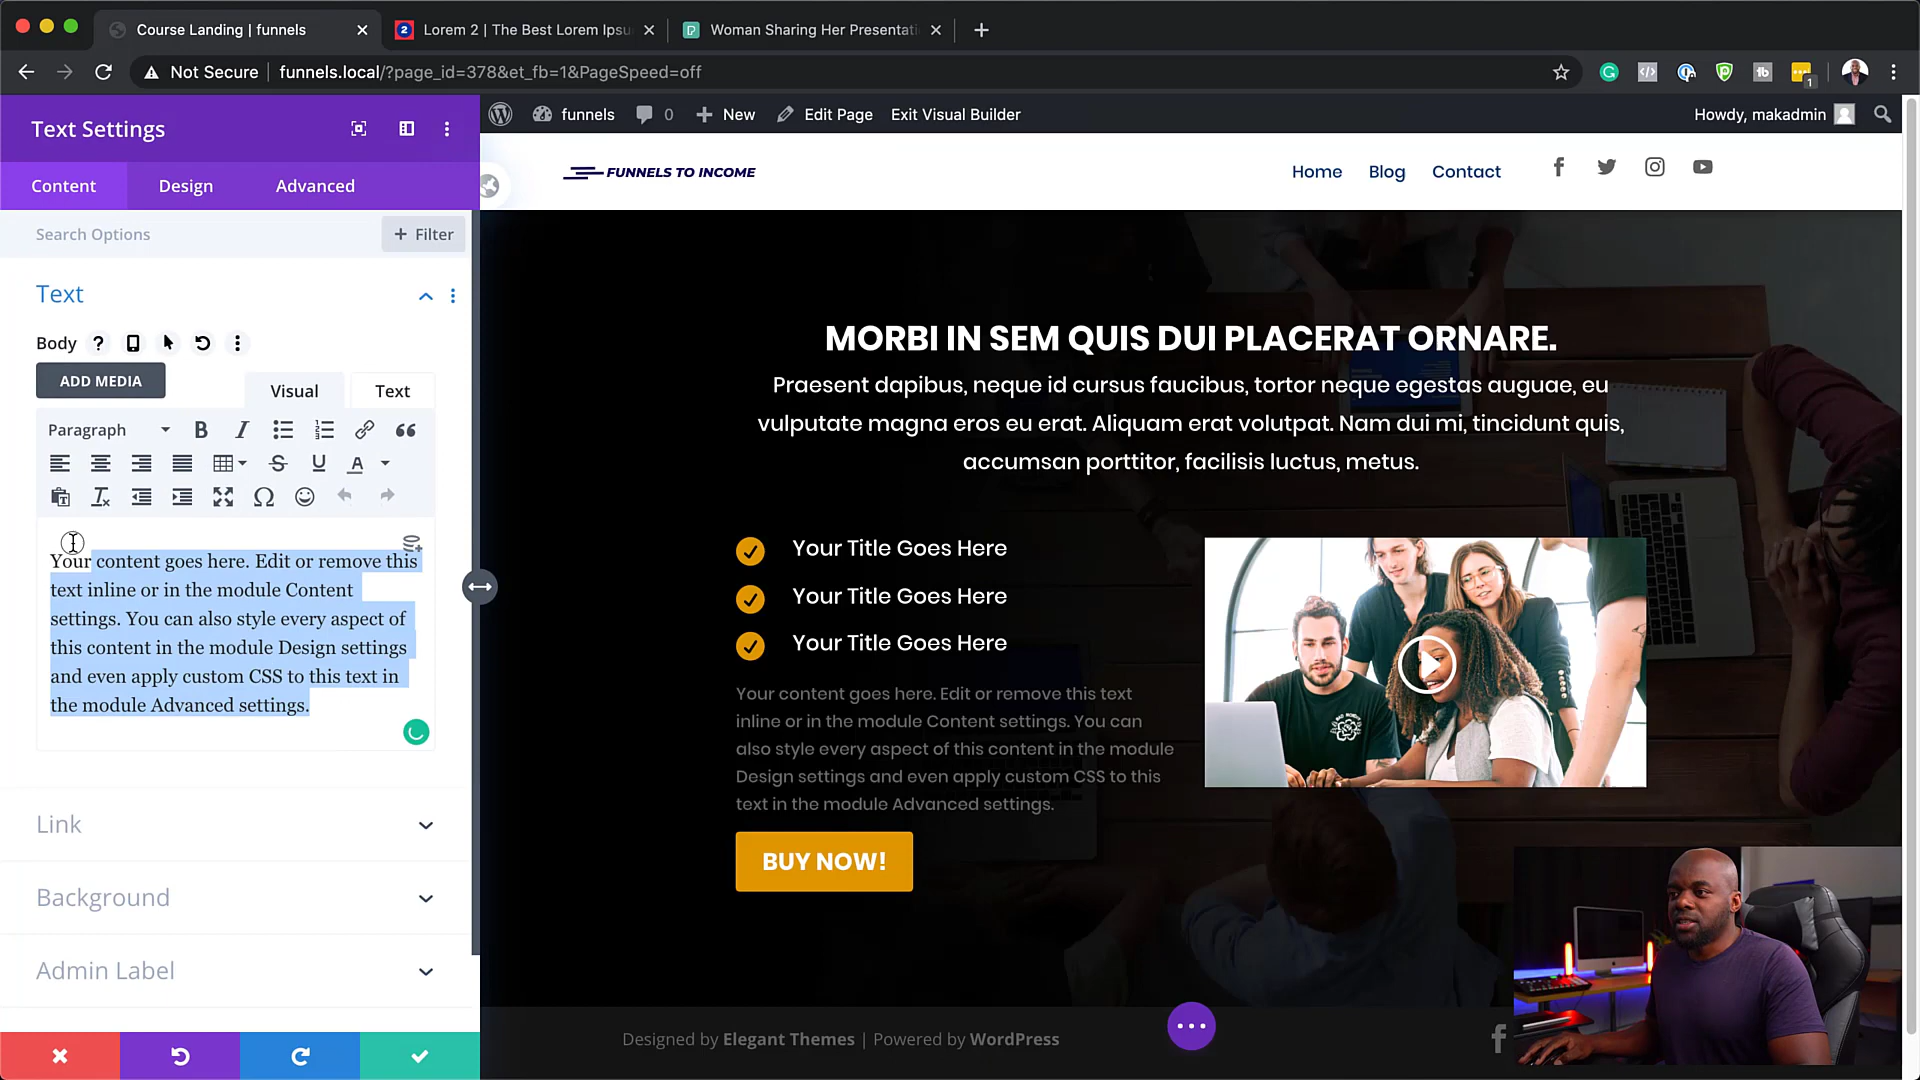 Course Landing | funnels
Lorem 2 | The Best Lorem Ipsu
Woman Sharing Her Presentati
Not Secure
funnels.local/?page_id=378&et_fb=1&PageSpeed=off
1
Text Settings
Content
Design
Advanced
Search Options
+ Filter
Text
Body
ADD MEDIA
Visual
Text
Paragraph
Your content goes here. Edit or remove this
text inline or in the module Content
settings. You can also style every aspect of
this content in the module Design settings
and even apply custom CSS to this text in
the module Advanced settings.
Link
Background
Admin Label
funnels
0
New
Edit Page
Exit Visual Builder
Howdy, makadmin
FUNNELS TO INCOME
Home
Blog
Contact
MORBI IN SEM QUIS DUI PLACERAT ORNARE.
Praesent dapibus, neque id cursus faucibus, tortor neque egestas auguae, eu
vulputate magna eros eu erat. Aliquam erat volutpat. Nam dui mi, tincidunt quis,
accumsan porttitor, facilisis luctus, metus.
Your Title Goes Here
Your Title Goes Here
Your Title Goes Here
Your content goes here. Edit or remove this text
inline or in the module Content settings. You can
also style every aspect of this content in the module
Design settings and even apply custom CSS to this
text in the module Advanced settings.
BUY NOW!
Designed by Elegant Themes | Powered by WordPress